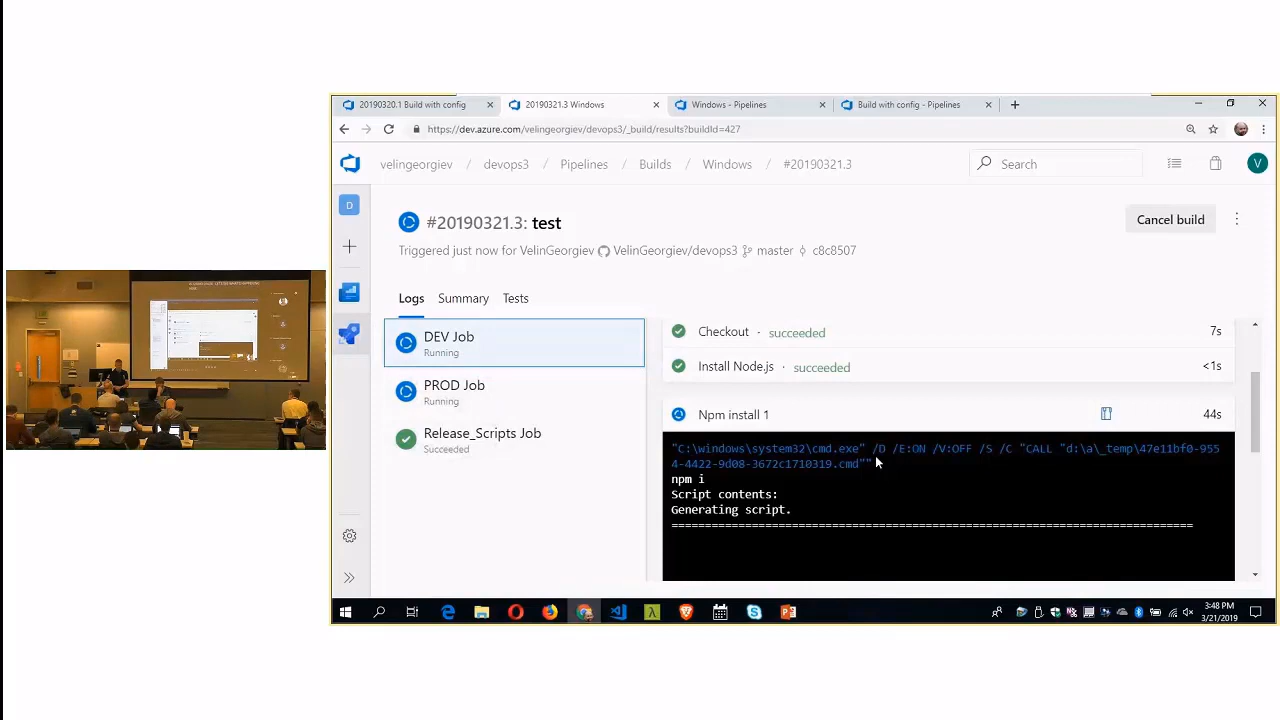 20190320.1 Build with config
20190321.3 Windows
Windows - Pipelines
Build with config - Pipelines
https://dev.azure.com/velingeorgiev/devops3/_build/results?buildId=427
velingeorgiev / devops3 / Pipelines / Builds / Windows / #20190321.3
Search
V
D
#20190321.3: test
Cancel build
Triggered just now for VelinGeorgiev VelinGeorgiev/devops3 master c8c8507
Logs Summary Tests
DEV Job
Running
PROD Job
Running
Release_Scripts Job
Succeeded
Checkout · succeeded 7s
Install Node.js · succeeded <1s
Npm install 1 44s
"C:\windows\system32\cmd.exe" /D /E:ON /V:OFF /S /C "CALL "d:\a\_temp\47e11bf0-955
4-4422-9d08-3672c1710319.cmd""
npm i
Script contents:
Generating script.
==============================================================================
3:48 PM
3/21/2019